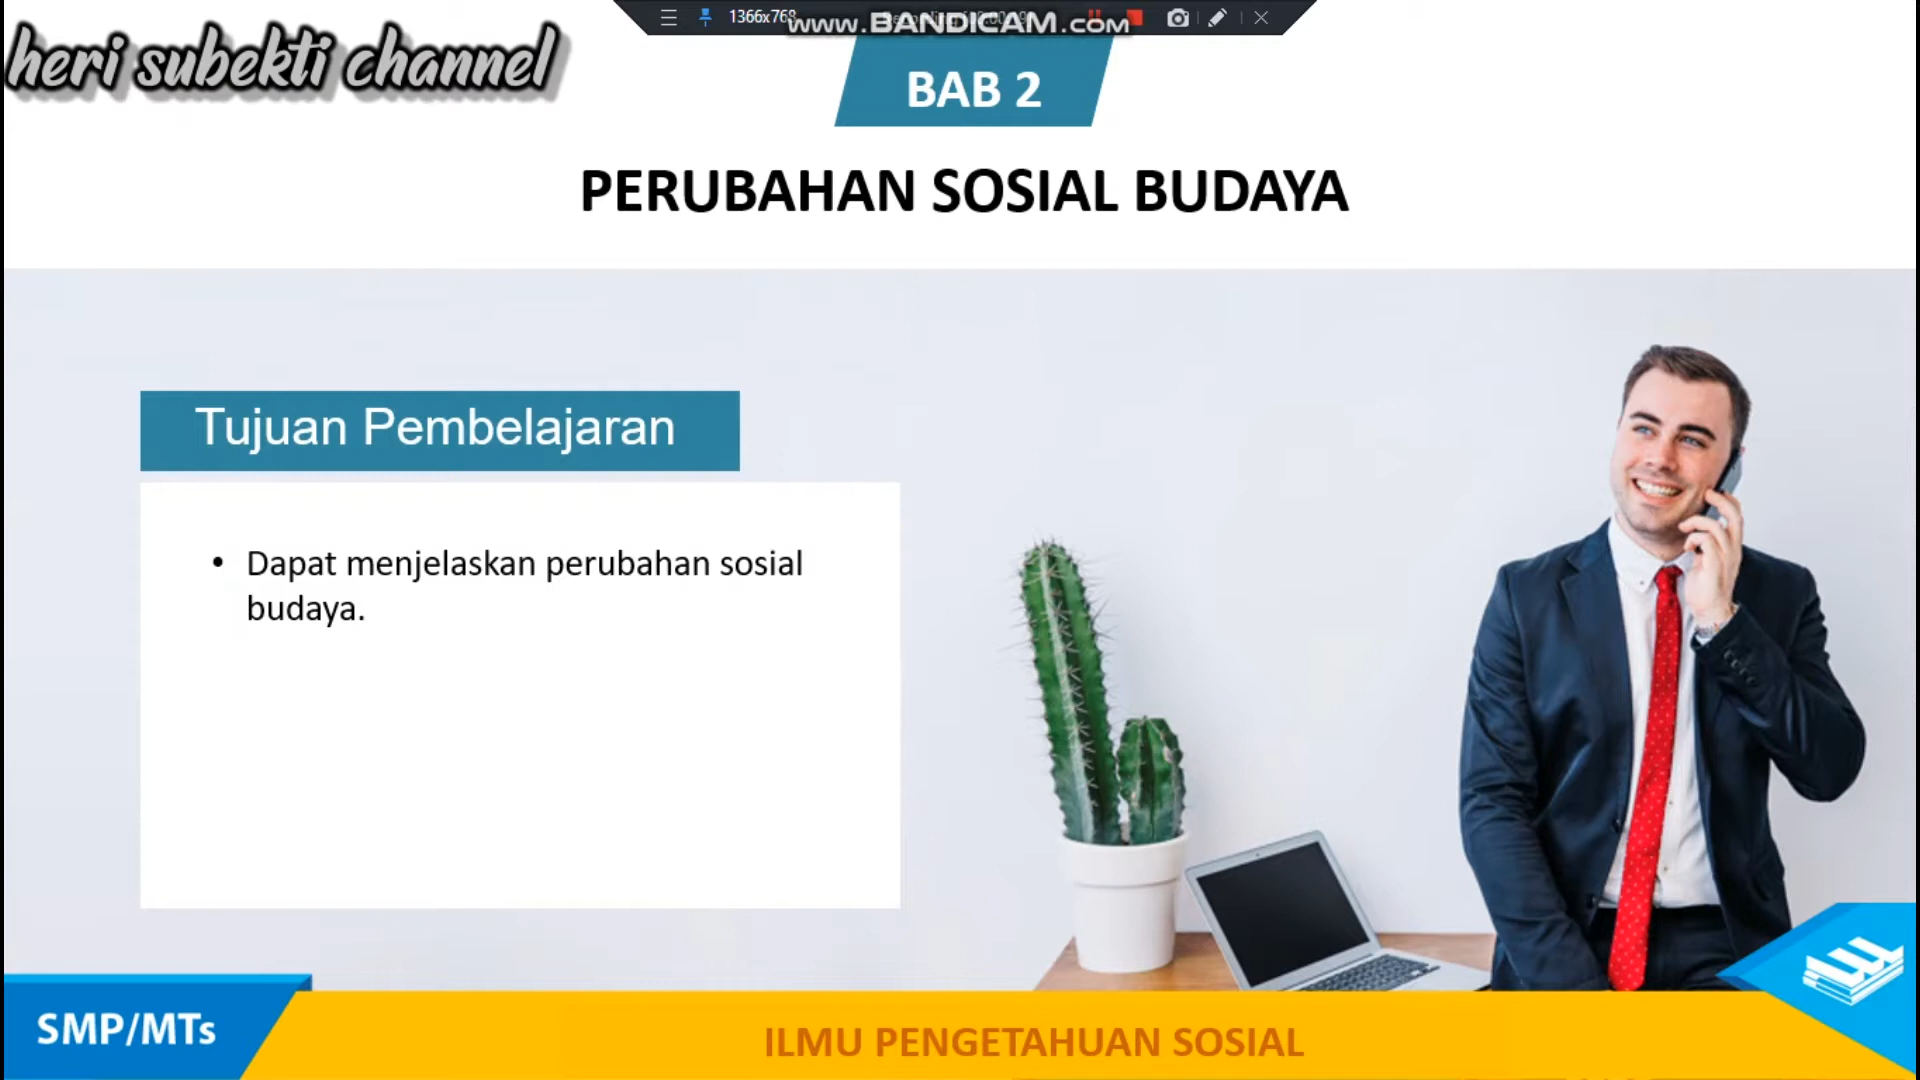 1366x768
www.BANDICAM.com
heri subekti channel
BAB 2
PERUBAHAN SOSIAL BUDAYA
Tujuan Pembelajaran
• Dapat menjelaskan perubahan sosial
budaya.
SMP/MTs
ILMU PENGETAHUAN SOSIAL